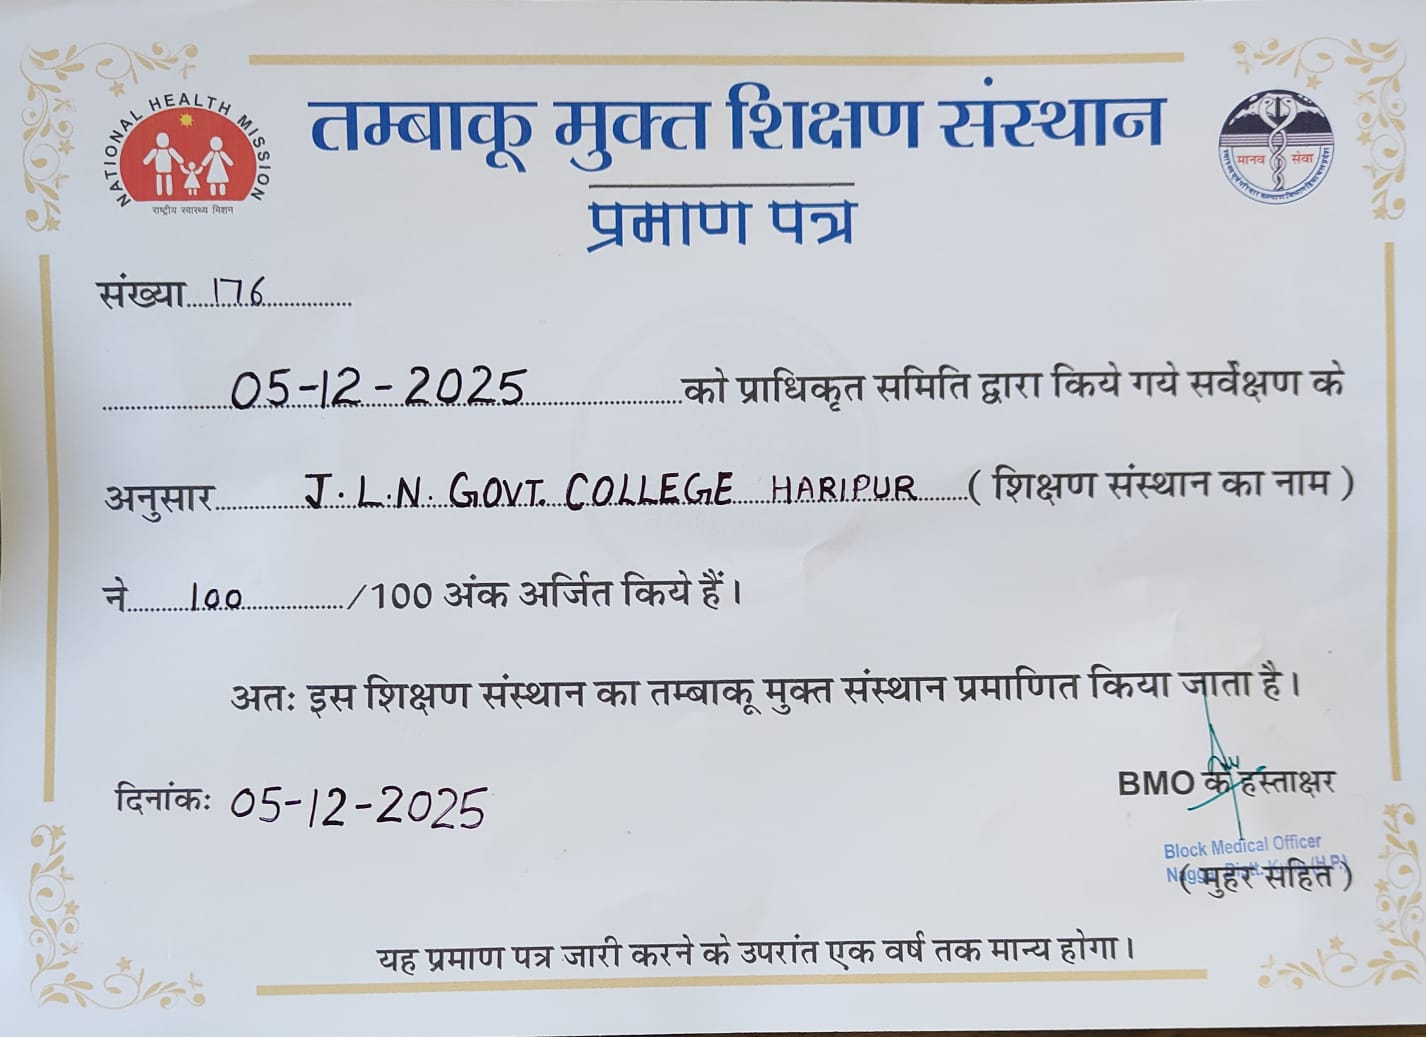 NATIONAL HEALTH MISSION
राष्ट्रीय स्वास्थ्य मिशन
तम्बाकू मुक्त शिक्षण संस्थान
मानव सेवा
प्रमाण पत्र
संख्या 176
05-12-2025 को प्राधिकृत समिति द्वारा किये गये सर्वेक्षण के
अनुसार J.L.N. GOVT. COLLEGE HARIPUR ( शिक्षण संस्थान का नाम )
ने 100 /100 अंक अर्जित किये हैं।
अतः इस शिक्षण संस्थान का तम्बाकू मुक्त संस्थान प्रमाणित किया जाता है।
दिनांकः 05-12-2025
BMO के हस्ताक्षर
Block Medical Officer
( मुहर सहित )
यह प्रमाण पत्र जारी करने के उपरांत एक वर्ष तक मान्य होगा।